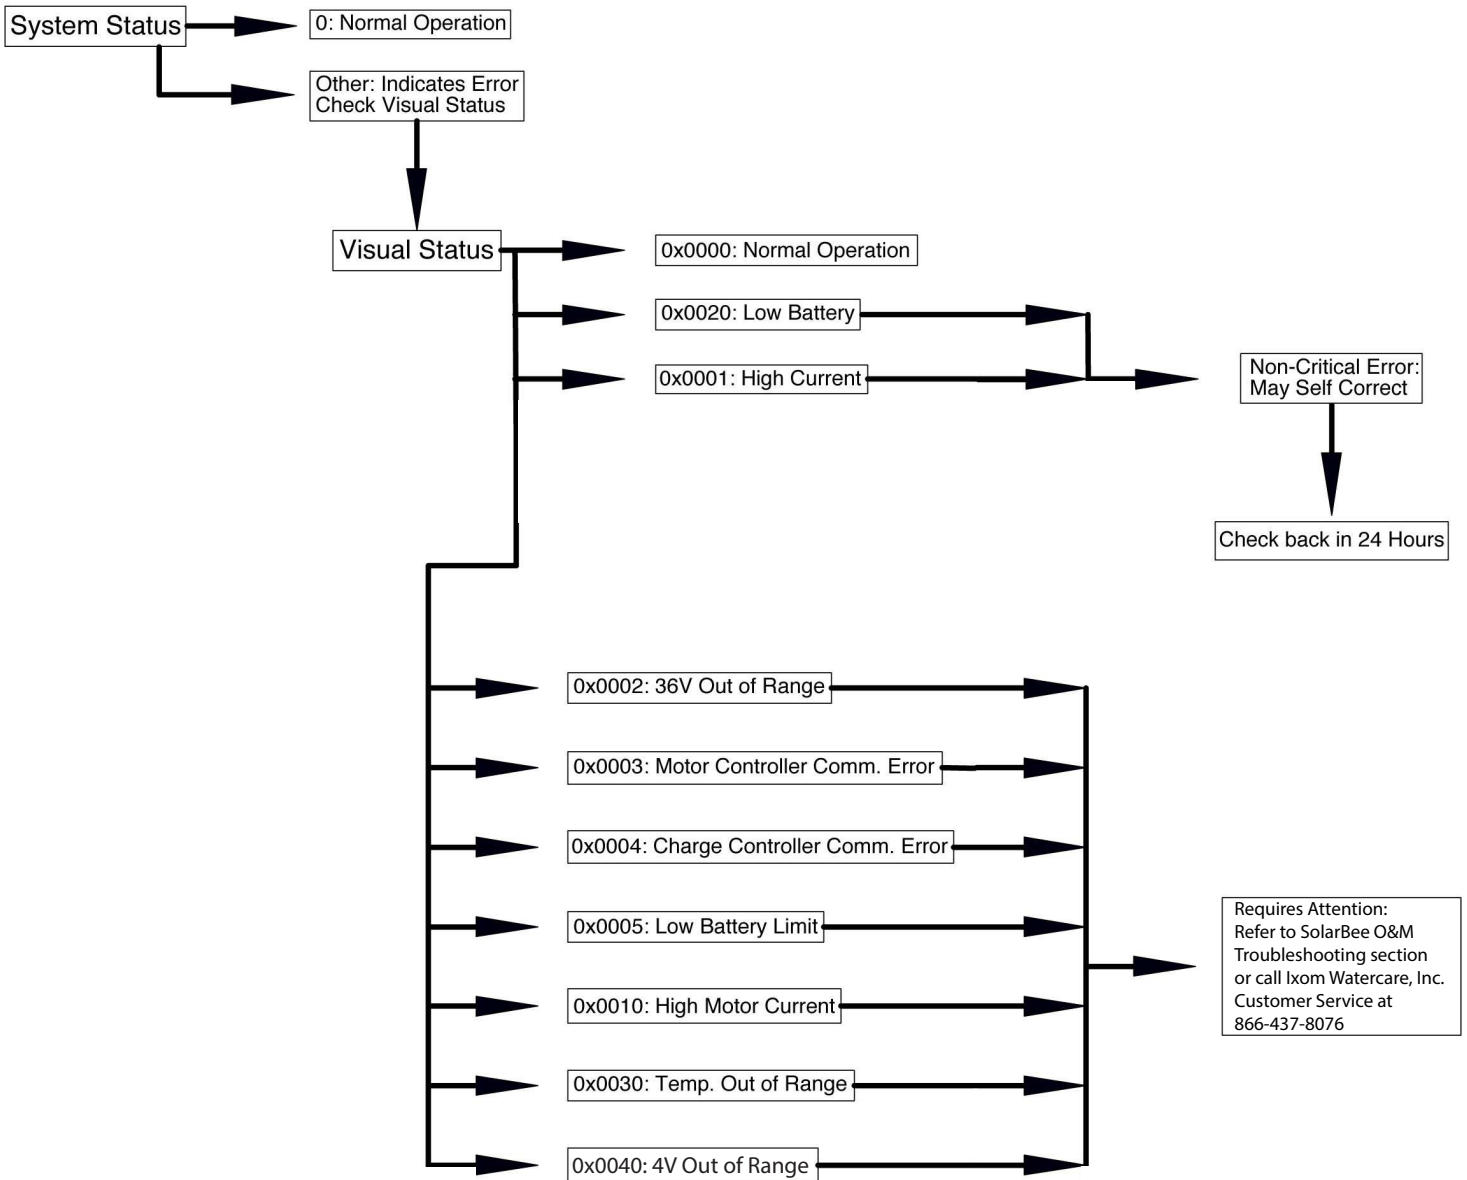 System Status
0: Normal Operation
Other: Indicates Error
Check Visual Status
Visual Status
0x0000: Normal Operation
0x0020: Low Battery
0x0001: High Current
Non-Critical Error:
May Self Correct
Check back in 24 Hours
0x0002: 36V Out of Range
0x0003: Motor Controller Comm. Error
0x0004: Charge Controller Comm. Error
0x0005: Low Battery Limit
0x0010: High Motor Current
0x0030: Temp. Out of Range
0x0040: 4V Out of Range
Requires Attention:
Refer to SolarBee O&M
Troubleshooting section
or call Ixom Watercare, Inc.
Customer Service at
866-437-8076